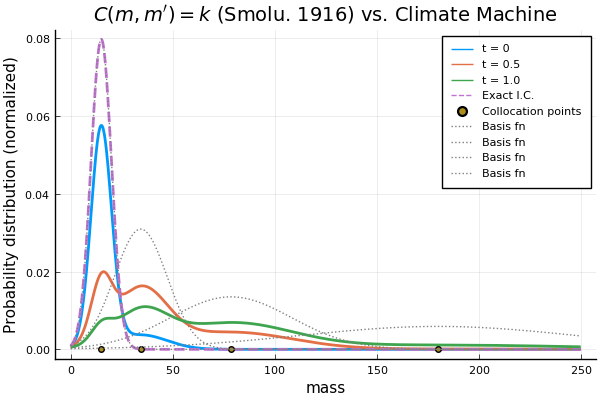 C(m, m′) = k (Smolu. 1916) vs. Climate Machine
Probability distribution (normalized)
0.08
0.06
0.04
0.02
0.00
t = 0
t = 0.5
t = 1.0
Exact I.C.
Collocation points
Basis fn
Basis fn
Basis fn
Basis fn
0 50 100 150 200 250
mass